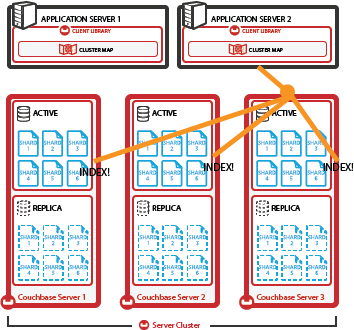 APPLICATION SERVER 1
CLIENT LIBRARY
CLUSTER MAP
APPLICATION SERVER 2
CLIENT LIBRARY
CLUSTER MAP
ACTIVE
SHARD 1
SHARD 2
SHARD 3
SHARD 4
SHARD 5
SHARD 6
INDEX!
REPLICA
SHARD 1
SHARD 2
SHARD 3
SHARD 4
SHARD 5
SHARD 6
Couchbase Server 1
ACTIVE
SHARD 1
SHARD 2
SHARD 3
SHARD 4
SHARD 5
SHARD 6
INDEX!
REPLICA
SHARD 1
SHARD 2
SHARD 3
SHARD 4
SHARD 5
SHARD 6
Couchbase Server 2
ACTIVE
SHARD 1
SHARD 2
SHARD 3
SHARD 4
SHARD 5
SHARD 6
INDEX!
REPLICA
SHARD 1
SHARD 2
SHARD 3
SHARD 4
SHARD 5
SHARD 6
Couchbase Server 3
Server Cluster